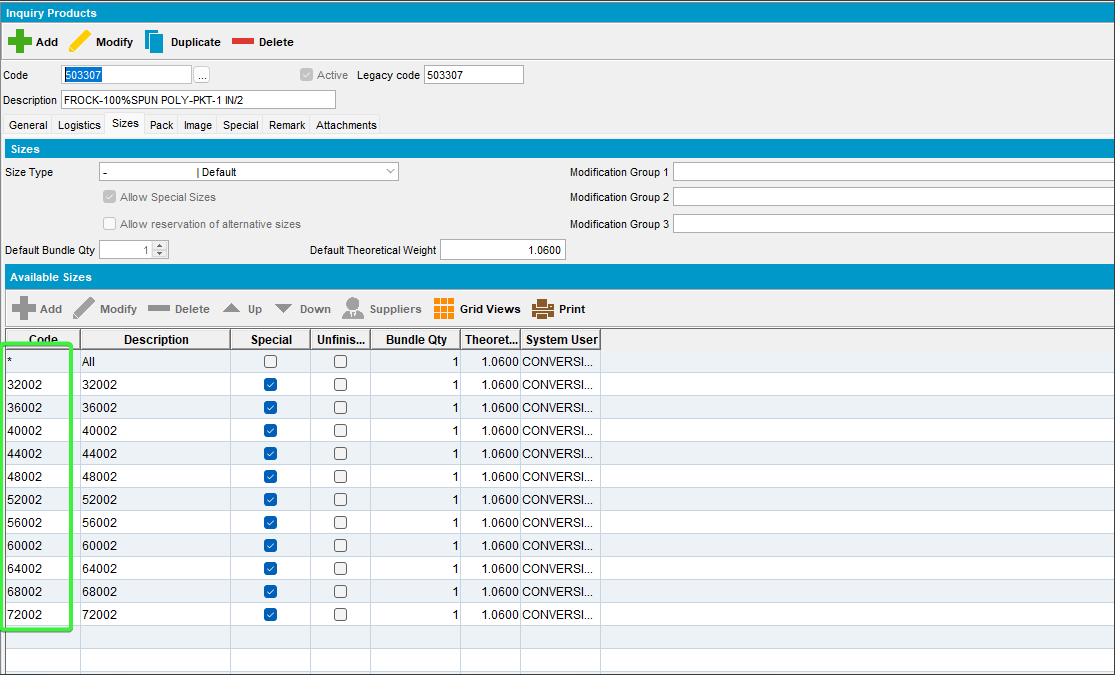 Inquiry Products
Add Modify Duplicate Delete
Code 503307 ... Active Legacy code 503307
Description FROCK-100%SPUN POLY-PKT-1 IN/2
General Logistics Sizes Pack Image Special Remark Attachments
Sizes
Size Type - | Default Modification Group 1
Allow Special Sizes Modification Group 2
Allow reservation of alternative sizes Modification Group 3
Default Bundle Qty 1 Default Theoretical Weight 1.0600
Available Sizes
Add Modify Delete Up Down Suppliers Grid Views Print
Code Description Special Unfinis... Bundle Qty Theoret... System User
* All 1 1.0600 CONVERSI...
32002 32002 1 1.0600 CONVERSI...
36002 36002 1 1.0600 CONVERSI...
40002 40002 1 1.0600 CONVERSI...
44002 44002 1 1.0600 CONVERSI...
48002 48002 1 1.0600 CONVERSI...
52002 52002 1 1.0600 CONVERSI...
56002 56002 1 1.0600 CONVERSI...
60002 60002 1 1.0600 CONVERSI...
64002 64002 1 1.0600 CONVERSI...
68002 68002 1 1.0600 CONVERSI...
72002 72002 1 1.0600 CONVERSI...